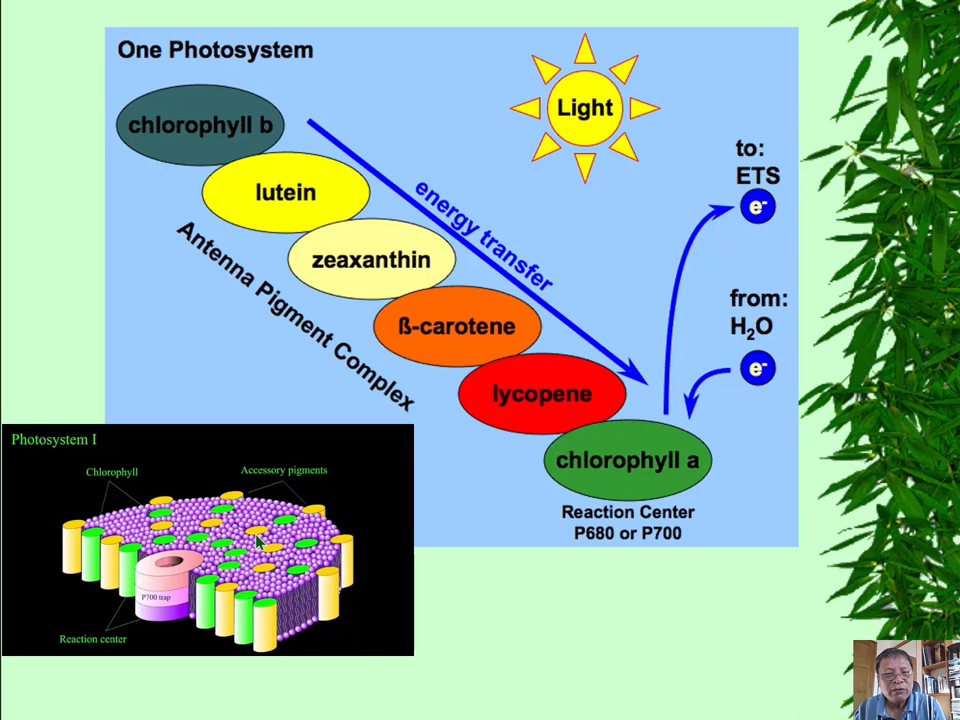 One Photosystem
Light
chlorophyll b
lutein
zeaxanthin
ß-carotene
lycopene
chlorophyll a
energy transfer
Antenna Pigment Complex
to:
ETS
e-
from:
H2O
e-
Reaction Center
P680 or P700
Photosystem I
Chlorophyll
Accessory pigments
P700 trap
Reaction center